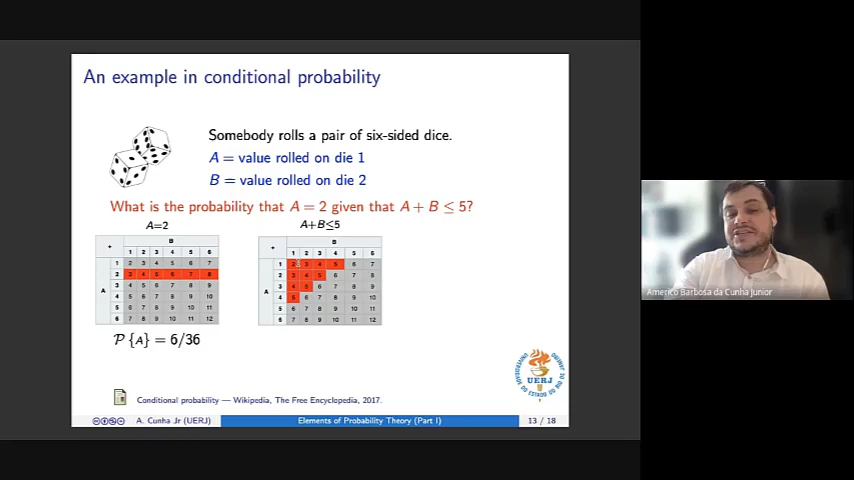 An example in conditional probability
Somebody rolls a pair of six-sided dice.
A = value rolled on die 1
B = value rolled on die 2
What is the probability that A = 2 given that A + B ≤ 5?
A=2
A+B≤5
B
+ 1 2 3 4 5 6
1 2 3 4 5 6 7
2 3 4 5 6 7 8
A 3 4 5 6 7 8 9
4 5 6 7 8 9 10
5 6 7 8 9 10 11
6 7 8 9 10 11 12
B
+ 1 2 3 4 5 6
1 2 3 4 5 6 7
2 3 4 5 6 7 8
A 3 4 5 6 7 8 9
4 5 6 7 8 9 10
5 6 7 8 9 10 11
6 7 8 9 10 11 12
P {A} = 6/36
UERJ
UNIVERSIDADE DO ESTADO DO RIO DE JANEIRO
Conditional probability — Wikipedia, The Free Encyclopedia, 2017.
A. Cunha Jr (UERJ)
Elements of Probability Theory (Part I)
13 / 18
Americo Barbosa da Cunha Junior